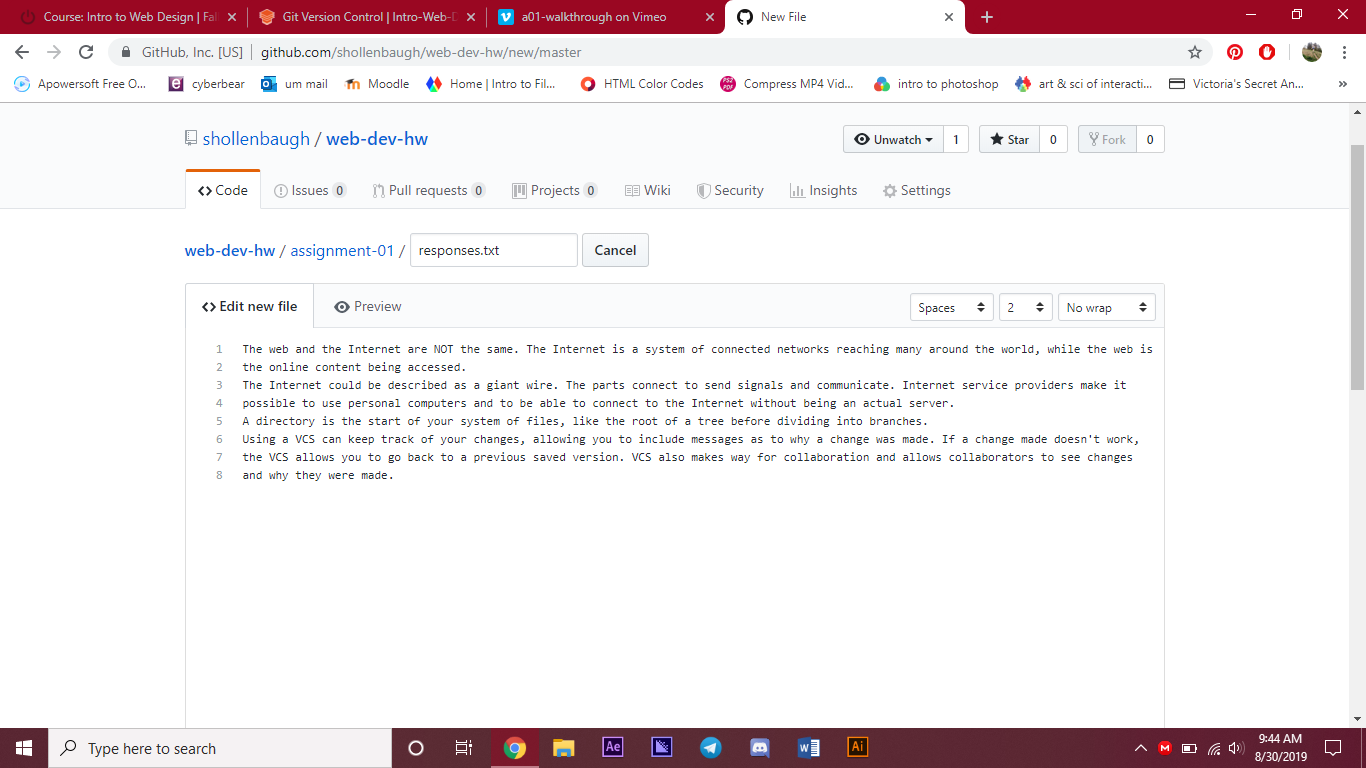 Course: Intro to Web Design | Fal
Git Version Control | Intro-Web-D
a01-walkthrough on Vimeo
New File
GitHub, Inc. [US] | github.com/shollenbaugh/web-dev-hw/new/master
Apowersoft Free O... cyberbear um mail Moodle Home | Intro to Fil... HTML Color Codes Compress MP4 Vid... intro to photoshop art & sci of interacti... Victoria's Secret An... »
shollenbaugh / web-dev-hw
Unwatch 1 Star 0 Fork 0
Code Issues 0 Pull requests 0 Projects 0 Wiki Security Insights Settings
web-dev-hw / assignment-01 / responses.txt Cancel
Edit new file Preview Spaces 2 No wrap
1 The web and the Internet are NOT the same. The Internet is a system of connected networks reaching many around the world, while the web is
2 the online content being accessed.
3 The Internet could be described as a giant wire. The parts connect to send signals and communicate. Internet service providers make it
4 possible to use personal computers and to be able to connect to the Internet without being an actual server.
5 A directory is the start of your system of files, like the root of a tree before dividing into branches.
6 Using a VCS can keep track of your changes, allowing you to include messages as to why a change was made. If a change made doesn't work,
7 the VCS allows you to go back to a previous saved version. VCS also makes way for collaboration and allows collaborators to see changes
8 and why they were made.
Type here to search
Ae
W
Ai
9:44 AM
8/30/2019